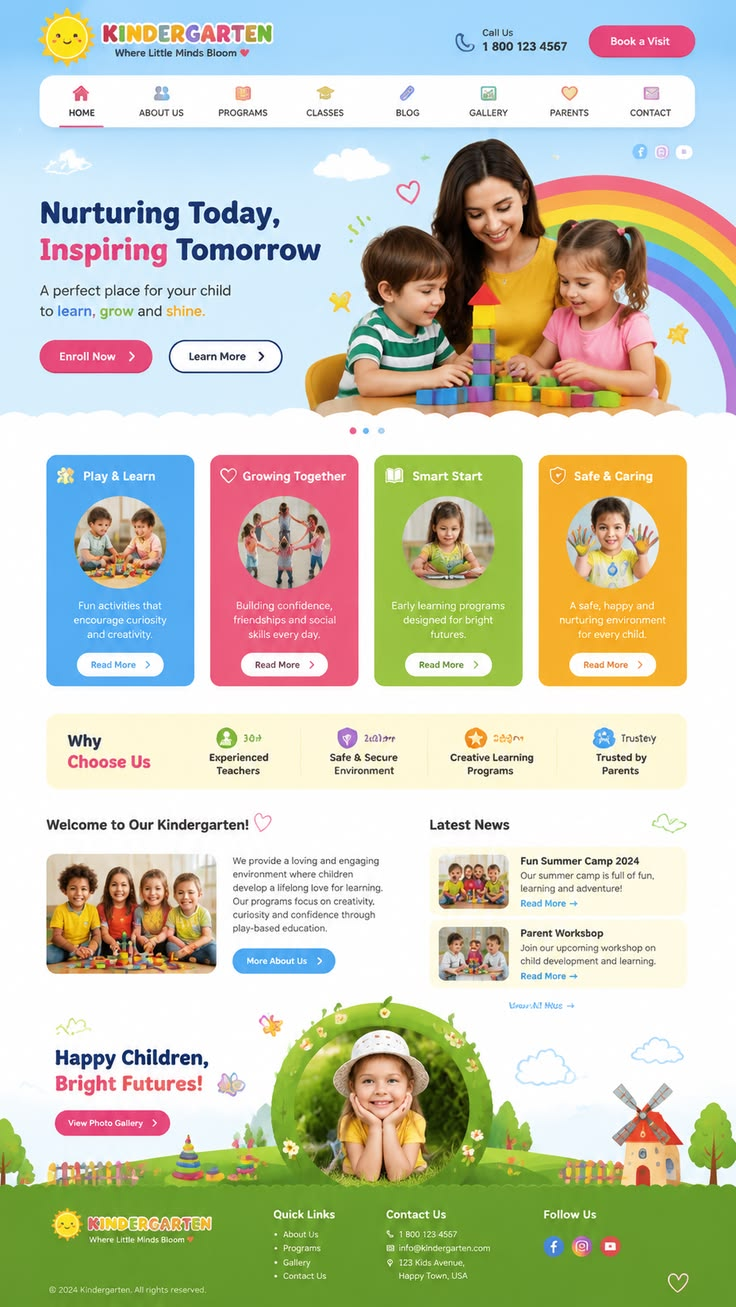 KINDERGARTEN
Where Little Minds Bloom
Call Us
1 800 123 4567
Book a Visit
HOME
ABOUT US
PROGRAMS
CLASSES
BLOG
GALLERY
PARENTS
CONTACT
Nurturing Today,
Inspiring Tomorrow
A perfect place for your child
to learn, grow and shine.
Enroll Now
Learn More
Play & Learn
Fun activities that
encourage curiosity
and creativity.
Read More
Growing Together
Building confidence,
friendships and social
skills every day.
Read More
Smart Start
Early learning programs
designed for bright
futures.
Read More
Safe & Caring
A safe, happy and
nurturing environment
for every child.
Read More
Why
Choose Us
Experienced
Teachers
Safe & Secure
Environment
Creative Learning
Programs
Trusted by
Parents
Welcome to Our Kindergarten!
We provide a loving and engaging
environment where children
develop a lifelong love for learning.
Our programs focus on creativity,
curiosity and confidence through
play-based education.
More About Us
Latest News
Fun Summer Camp 2024
Our summer camp is full of fun,
learning and adventure!
Read More →
Parent Workshop
Join our upcoming workshop on
child development and learning.
Read More →
Happy Children,
Bright Futures!
View Photo Gallery
KINDERGARTEN
Where Little Minds Bloom
Quick Links
• About Us
• Programs
• Gallery
• Contact Us
Contact Us
1 800 123 4567
info@kindergarten.com
123 Kids Avenue,
Happy Town, USA
Follow Us
© 2024 Kindergarten. All rights reserved.